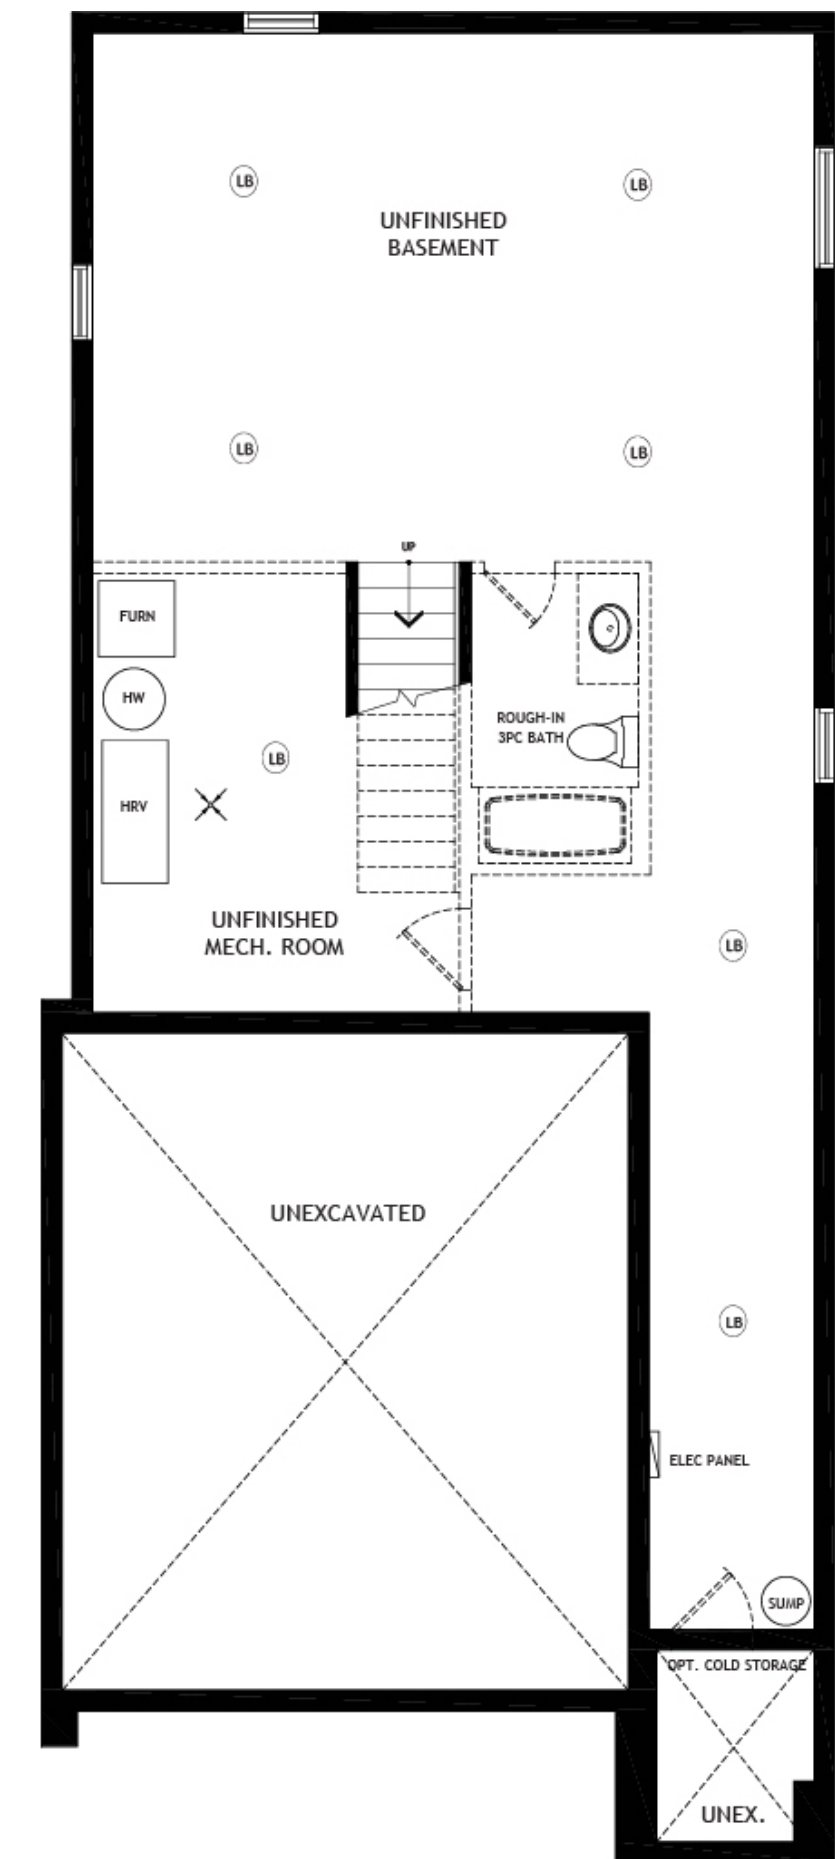 LB
LB
UNFINISHED
BASEMENT
LB
LB
UP
FURN
HW
ROUGH-IN
3PC BATH
LB
HRV
UNFINISHED
MECH. ROOM
LB
UNEXCAVATED
LB
ELEC PANEL
SUMP
OPT. COLD STORAGE
UNEX.